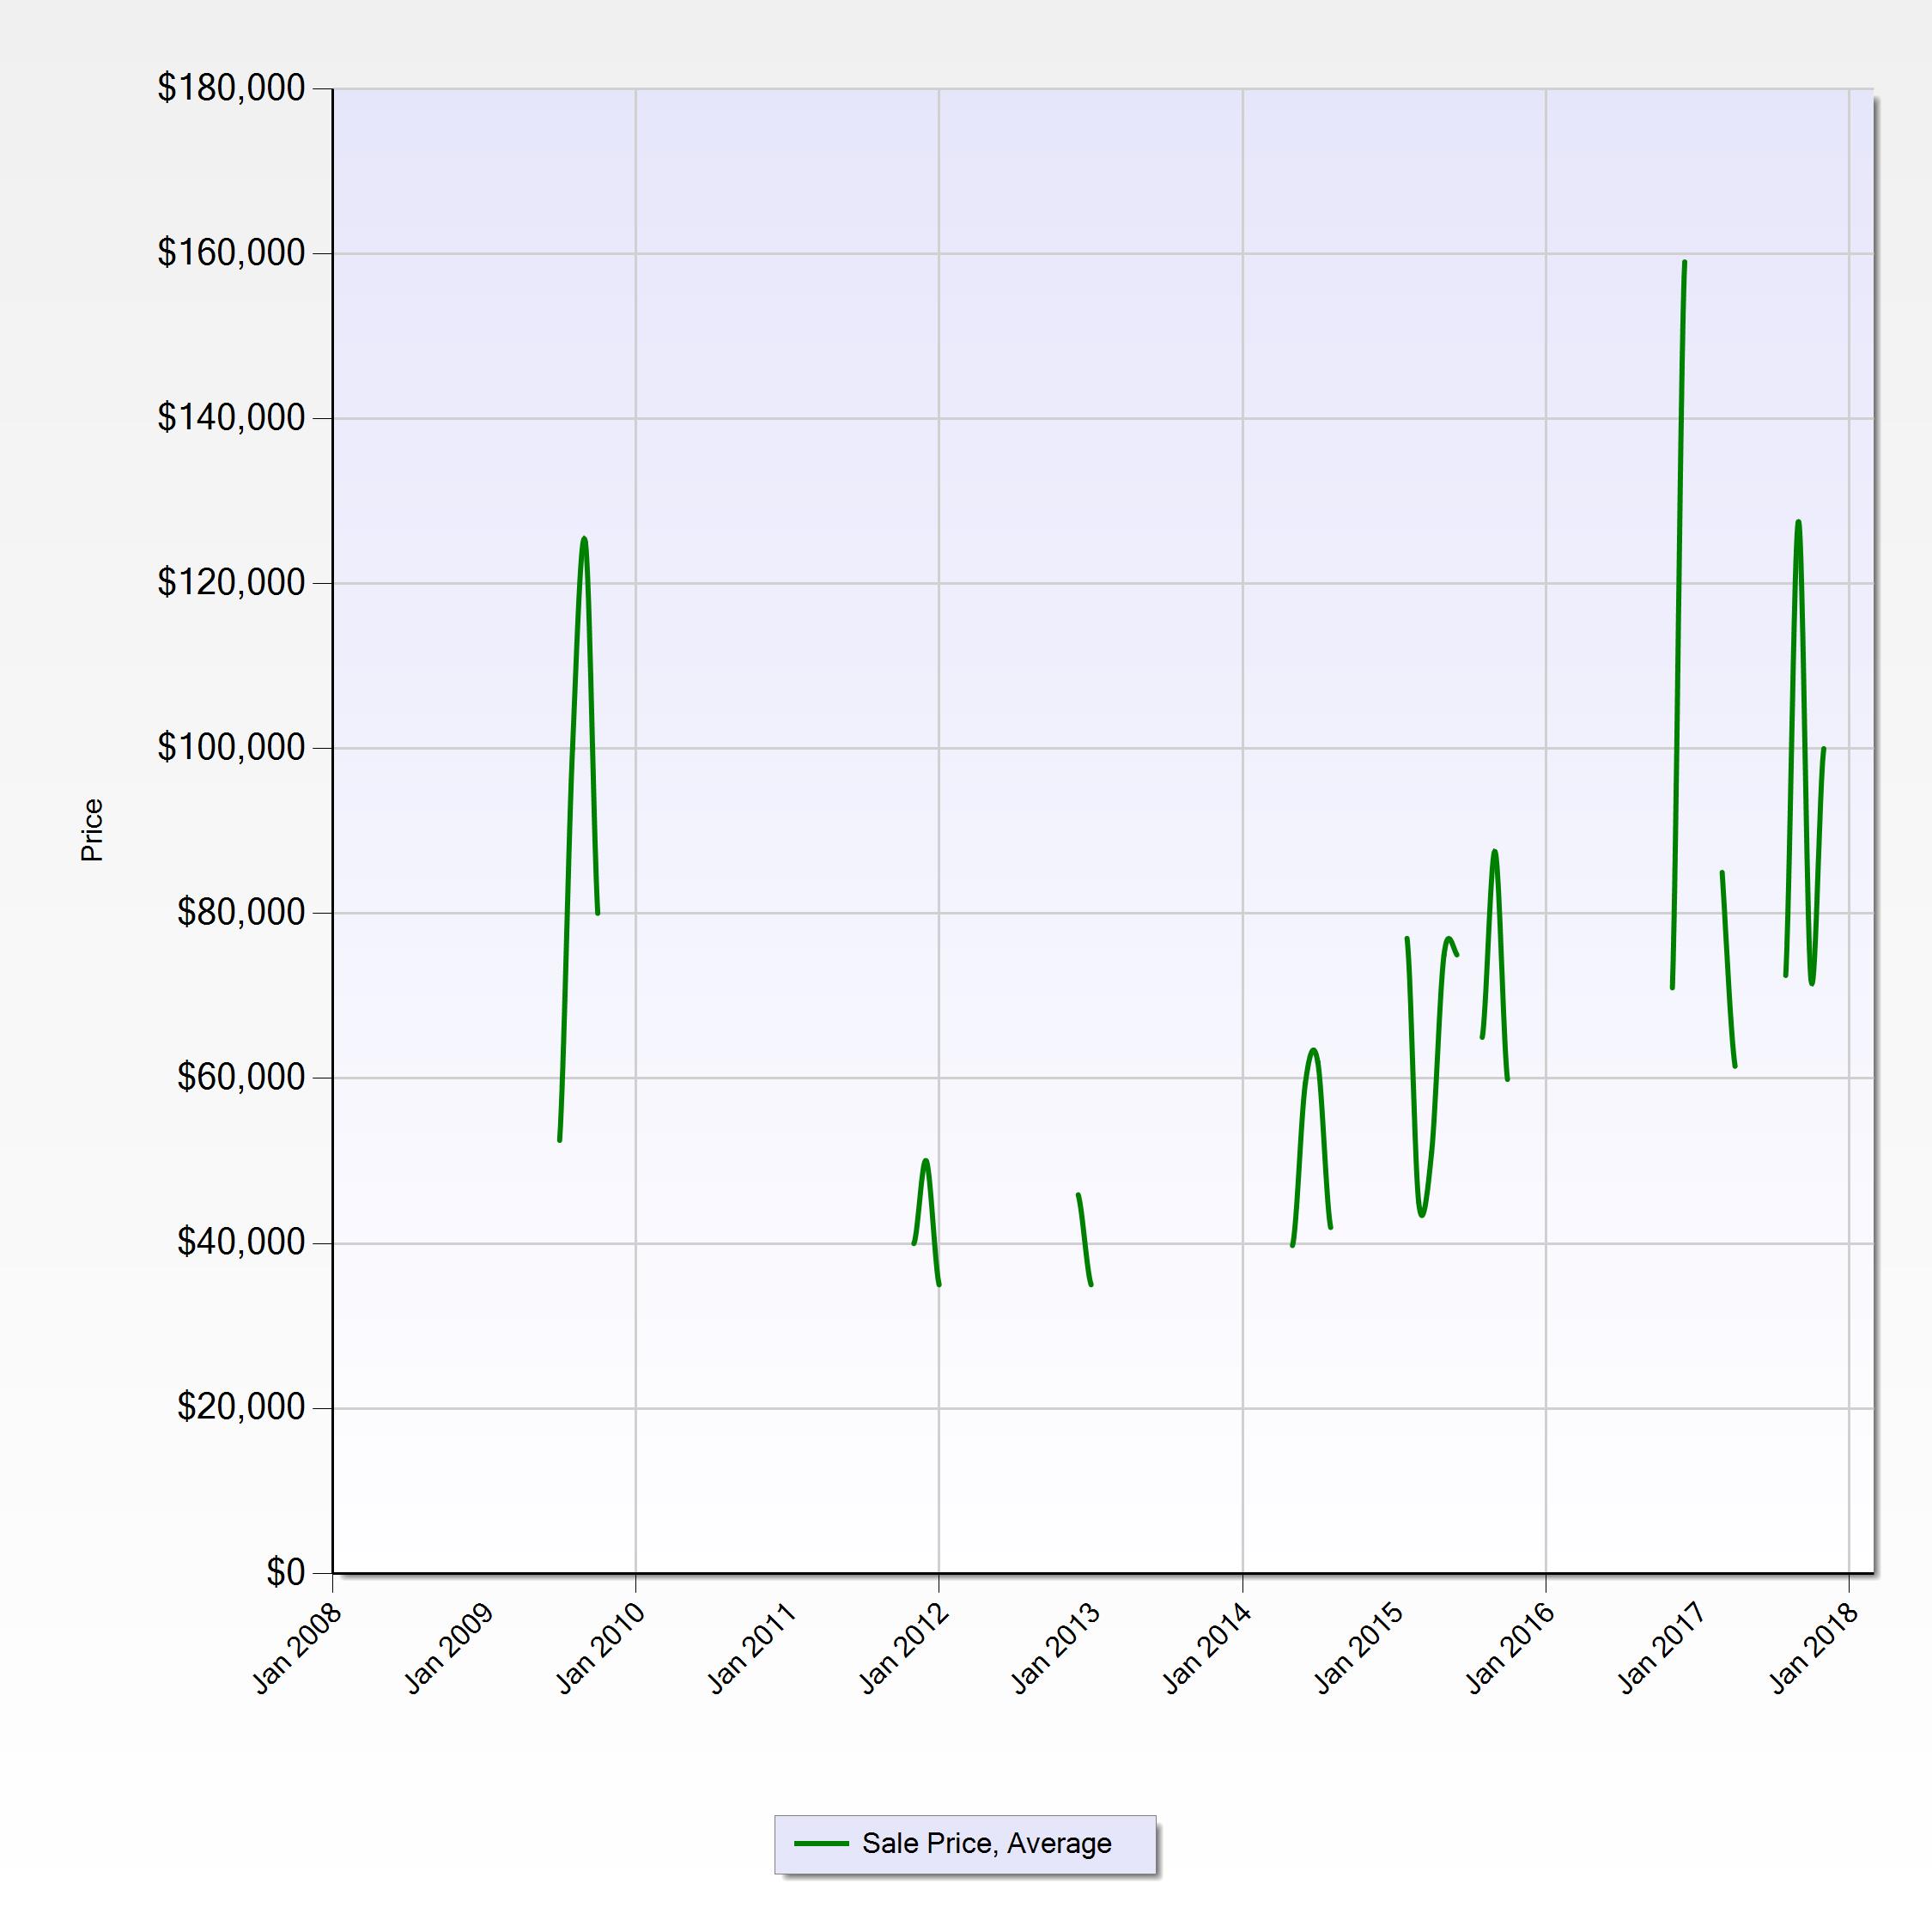 $180,000
$160,000
$140,000
$120,000
$100,000
$80,000
$60,000
$40,000
$20,000
$0
Price
Jan 2008
Jan 2009
Jan 2010
Jan 2011
Jan 2012
Jan 2013
Jan 2014
Jan 2015
Jan 2016
Jan 2017
Jan 2018
Sale Price, Average